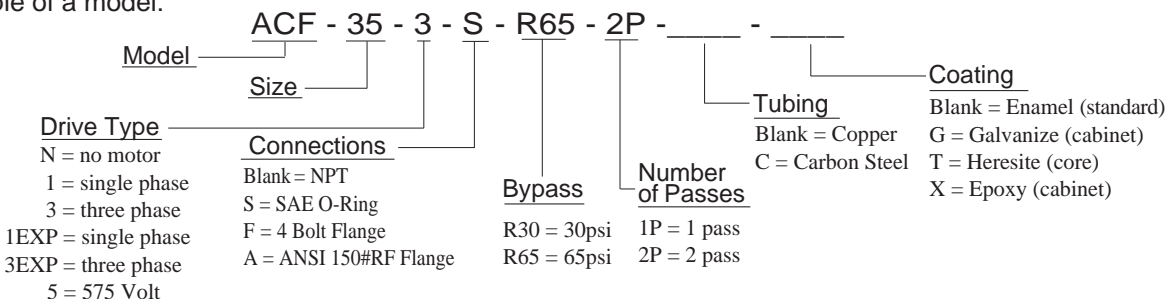 ple of a model:
ACF - 35 - 3 - S - R65 - 2P - ____ - ____
Model
Size
Drive Type
N = no motor
1 = single phase
3 = three phase
1EXP = single phase
3EXP = three phase
5 = 575 Volt
Connections
Blank = NPT
S = SAE O-Ring
F = 4 Bolt Flange
A = ANSI 150#RF Flange
Bypass
R30 = 30psi
R65 = 65psi
Number
of Passes
1P = 1 pass
2P = 2 pass
Tubing
Blank = Copper
C = Carbon Steel
Coating
Blank = Enamel (standard)
G = Galvanize (cabinet)
T = Heresite (core)
X = Epoxy (cabinet)